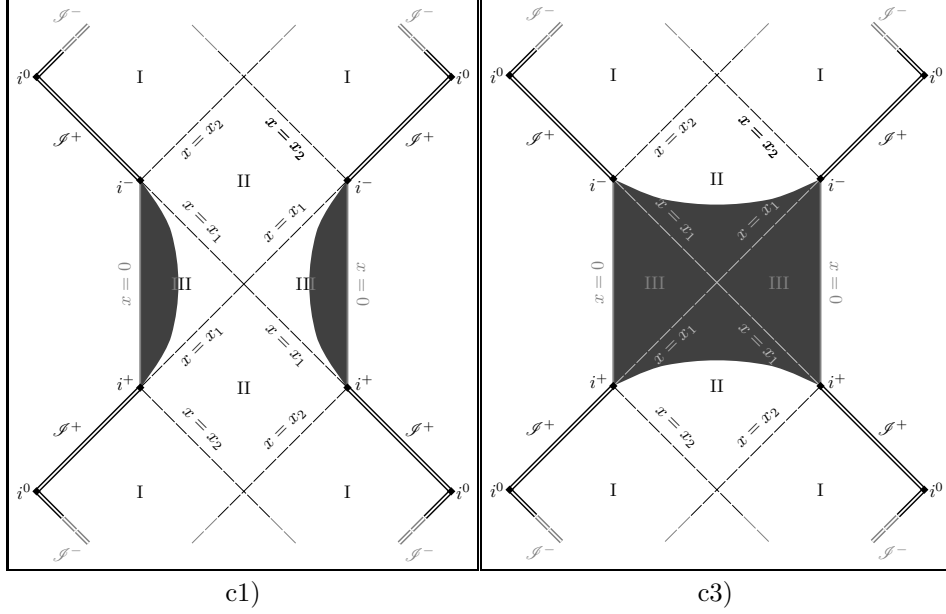 ℐ⁻ ℐ⁻ ℐ⁻ ℐ⁻
i⁰ I I i⁰ i⁰ I I i⁰
x = x₂ x = x₂ x = x₂ x = x₂
ℐ⁺ ℐ⁺ ℐ⁺ ℐ⁺
i⁻ II i⁻ i⁻ II i⁻
x = x₁ x = x₁ x = x₁ x = x₁
x = 0 III III x = 0 x = 0 III III x = 0
x = x₁ x = x₁ x = x₁ x = x₁
i⁺ II i⁺ i⁺ II i⁺
ℐ⁺ x = x₂ x = x₂ ℐ⁺ ℐ⁺ x = x₂ x = x₂ ℐ⁺
i⁰ I I i⁰ i⁰ I I i⁰
ℐ⁻ ℐ⁻ ℐ⁻ ℐ⁻
c1) c3)